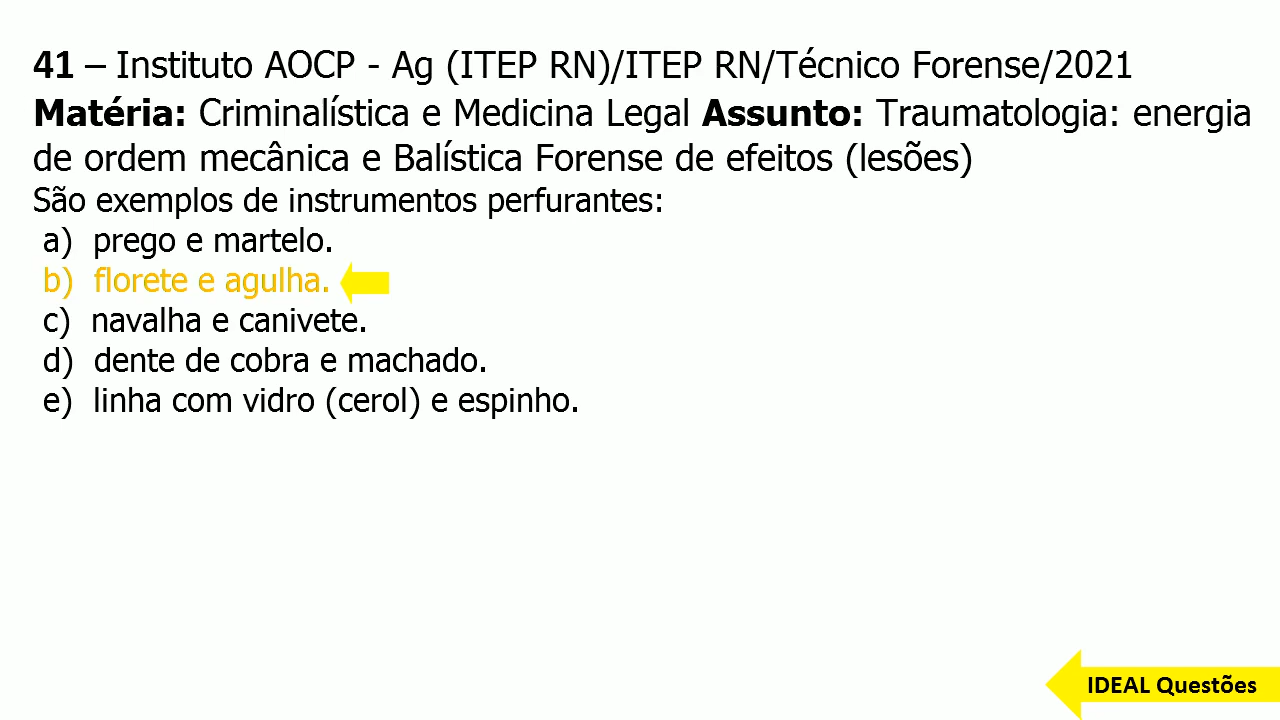 41 – Instituto AOCP - Ag (ITEP RN)/ITEP RN/Técnico Forense/2021
Matéria: Criminalística e Medicina Legal Assunto: Traumatologia: energia
de ordem mecânica e Balística Forense de efeitos (lesões)
São exemplos de instrumentos perfurantes:
a) prego e martelo.
b) florete e agulha.
c) navalha e canivete.
d) dente de cobra e machado.
e) linha com vidro (cerol) e espinho.
IDEAL Questões